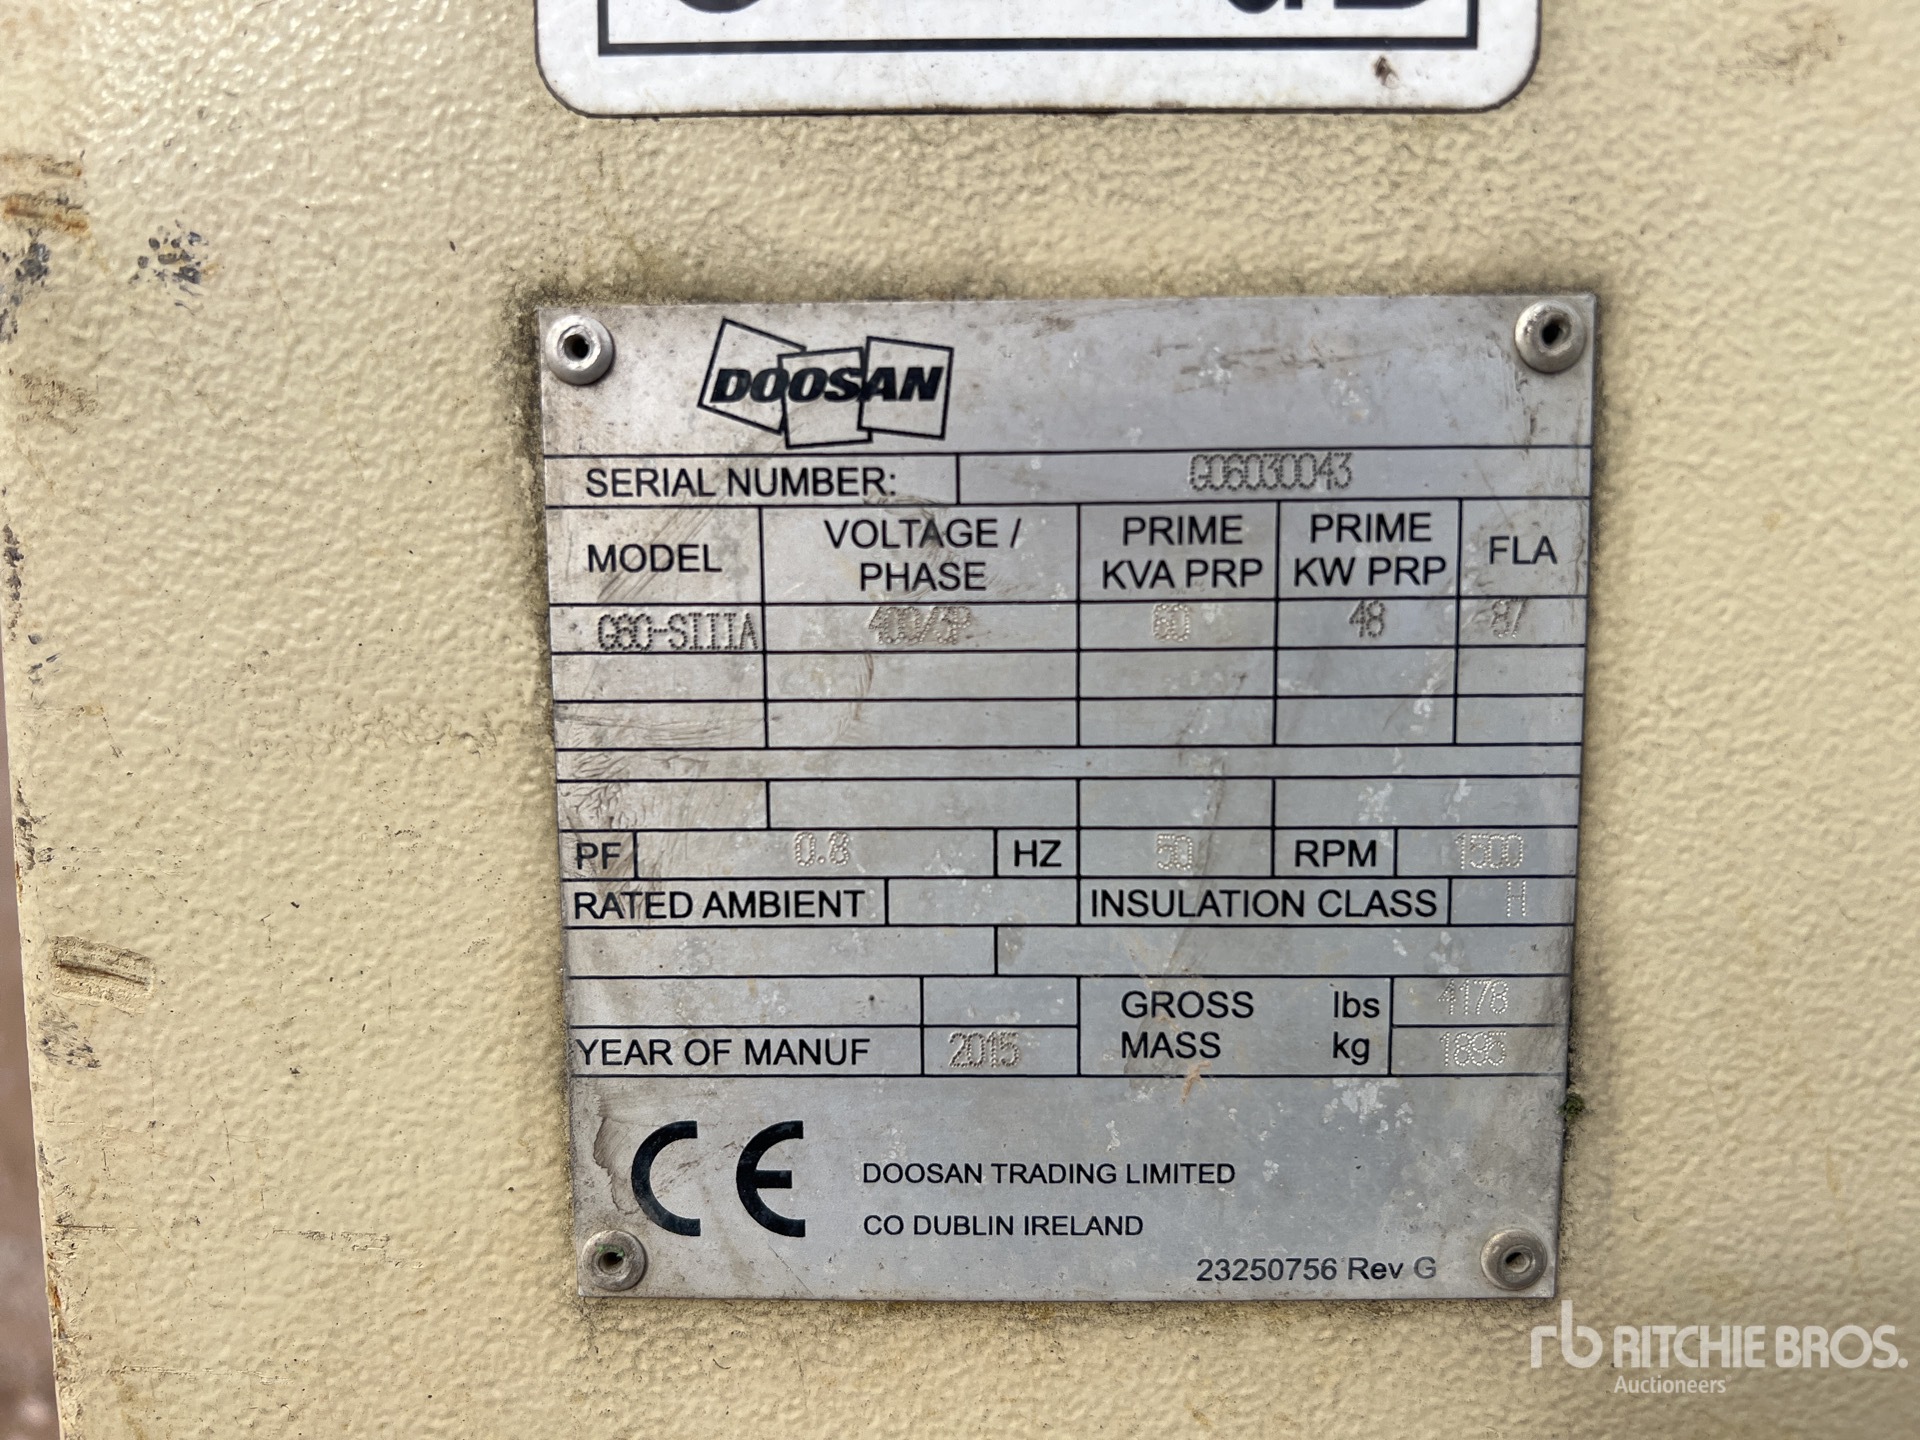 DOOSAN
SERIAL NUMBER: G06030043
MODEL VOLTAGE / PHASE PRIME KVA PRP PRIME KW PRP FLA
G60-SIIIA 400/3P 60 48 87
PF 0.8 HZ 50 RPM 1500
RATED AMBIENT INSULATION CLASS H
GROSS MASS lbs 4178
YEAR OF MANUF 2015 kg 1895
CE
DOOSAN TRADING LIMITED
CO DUBLIN IRELAND
23250756 Rev G
rb RITCHIE BROS.
Auctioneers